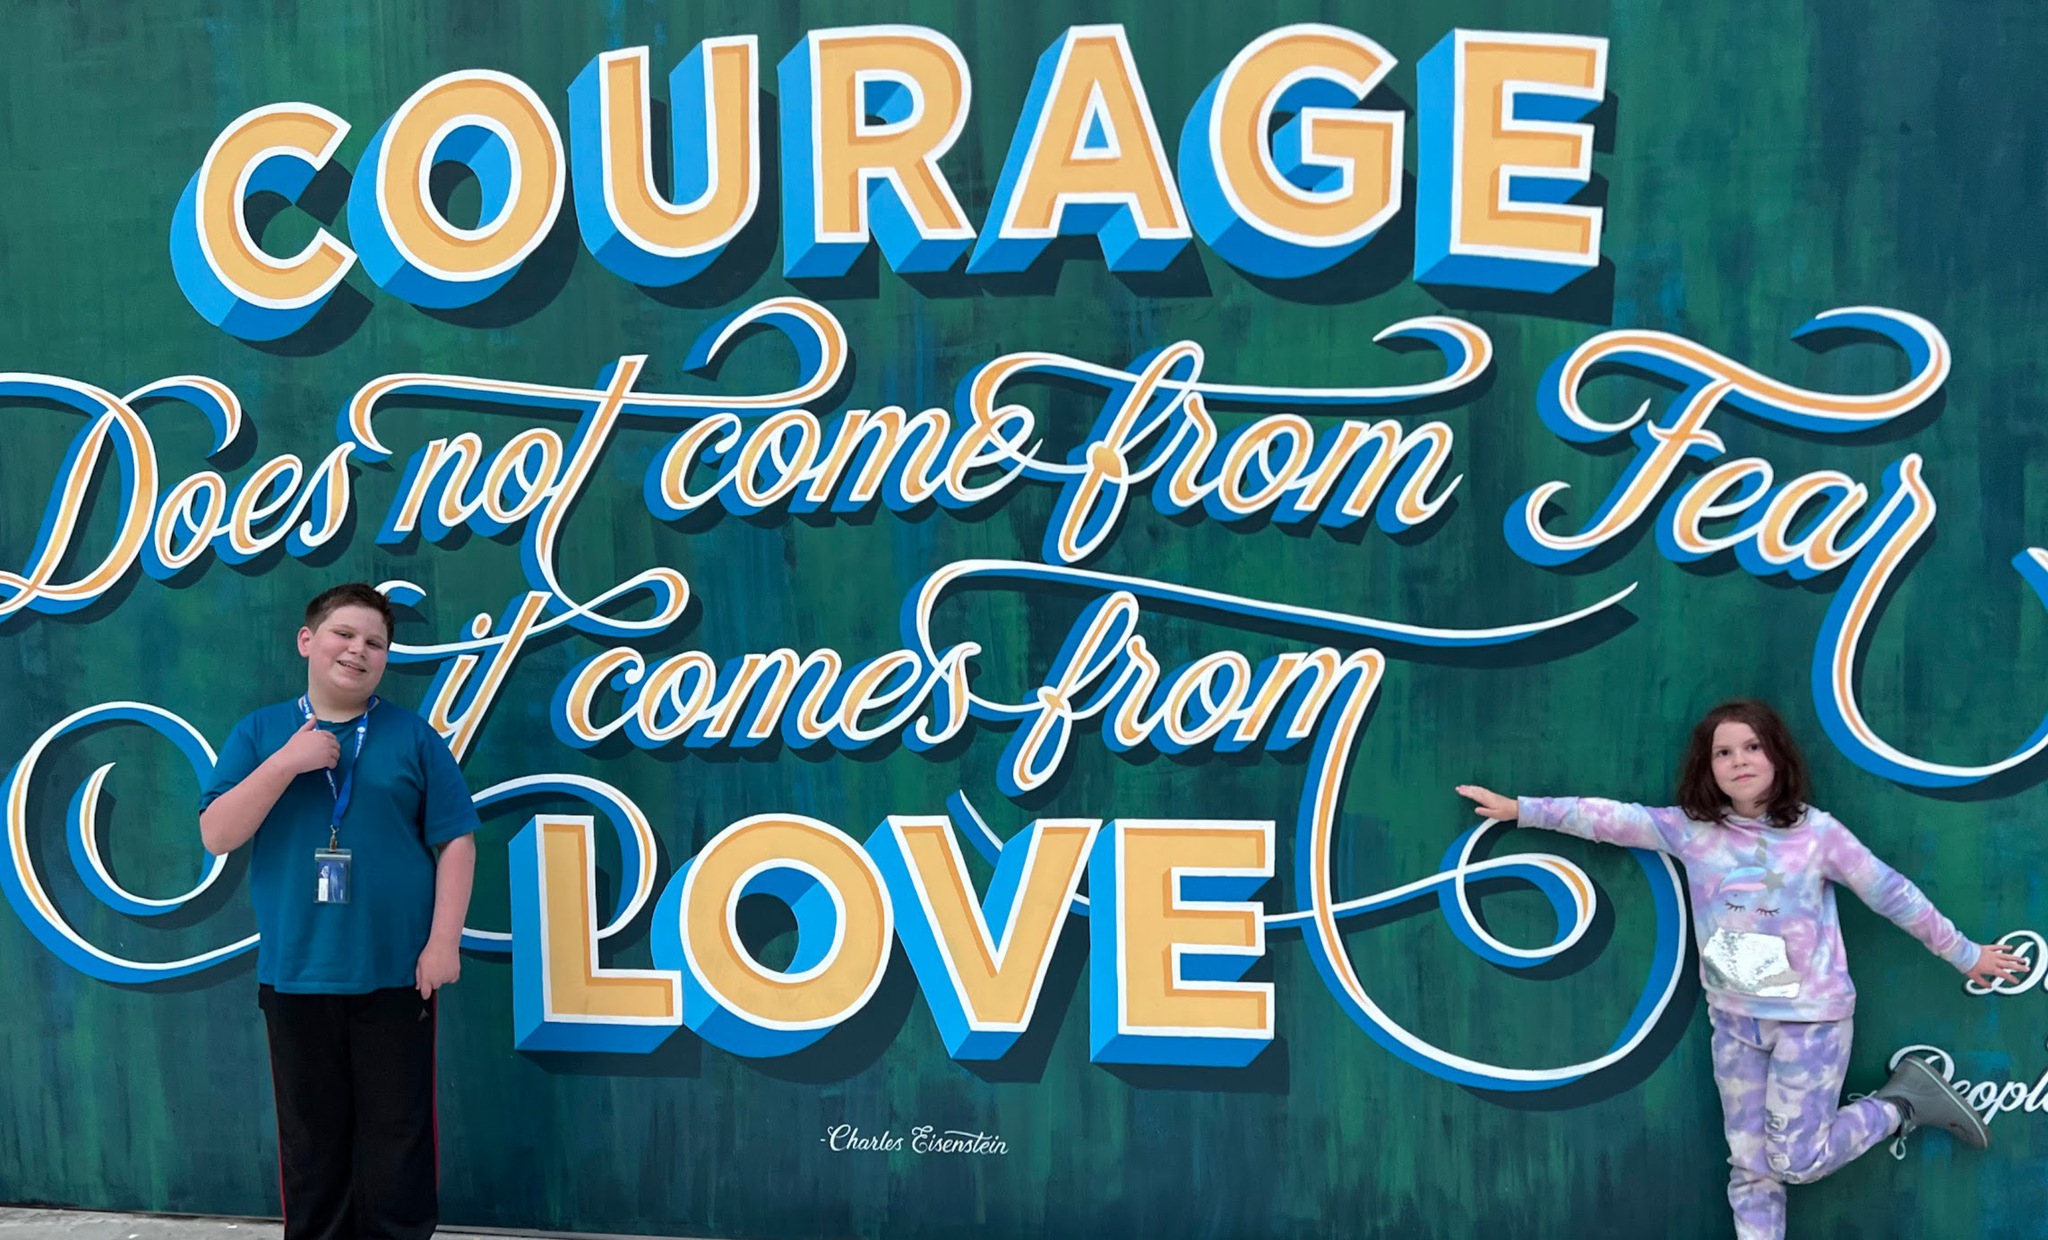 COURAGE
Does not come from Fear
it comes from
LOVE
-Charles Eisenstein